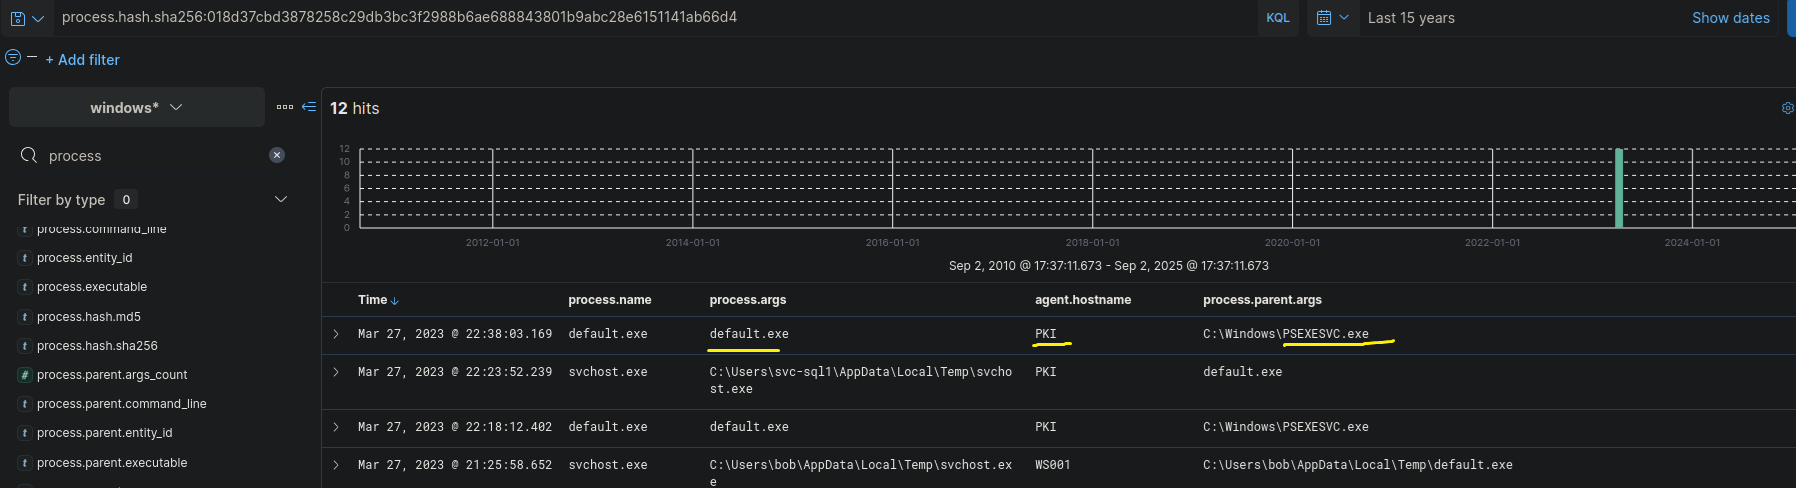 process.hash.sha256:018d37cbd3878258c29db3bc3f2988b6ae688843801b9abc28e6151141ab66d4
KQL
Last 15 years
Show dates
+ Add filter
windows*
process
Filter by type 0
process.command_line
process.entity_id
process.executable
process.hash.md5
process.hash.sha256
process.parent.args_count
process.parent.command_line
process.parent.entity_id
process.parent.executable
12 hits
12
10
8
6
4
2
0
2012-01-01 2014-01-01 2016-01-01 2018-01-01 2020-01-01 2022-01-01 2024-01-01
Sep 2, 2010 @ 17:37:11.673 - Sep 2, 2025 @ 17:37:11.673
Time process.name process.args agent.hostname process.parent.args
Mar 27, 2023 @ 22:38:03.169 default.exe default.exe PKI C:\Windows\PSEXESVC.exe
Mar 27, 2023 @ 22:23:52.239 svchost.exe C:\Users\svc-sql1\AppData\Local\Temp\svcho PKI default.exe
st.exe
Mar 27, 2023 @ 22:18:12.402 default.exe default.exe PKI C:\Windows\PSEXESVC.exe
Mar 27, 2023 @ 21:25:58.652 svchost.exe C:\Users\bob\AppData\Local\Temp\svchost.ex WS001 C:\Users\bob\AppData\Local\Temp\default.exe
e